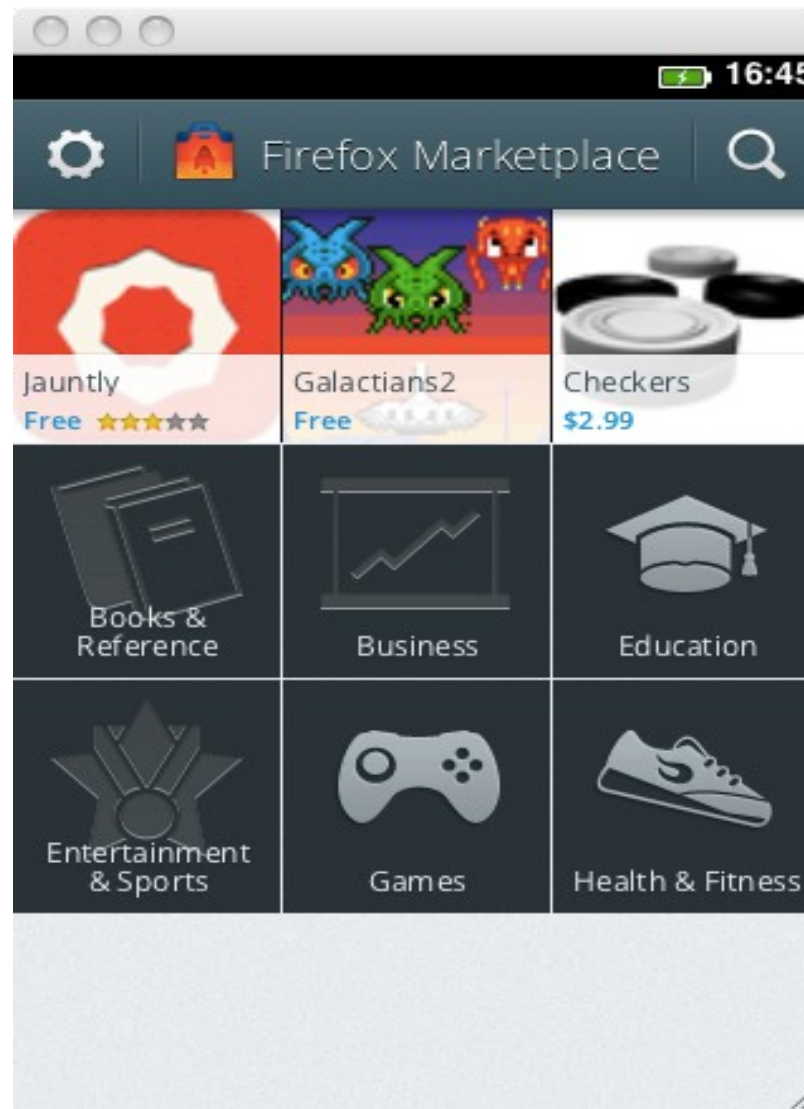 16:45
Firefox Marketplace
Jauntly
Galactians2
Checkers
Free
Free
$2.99
Books &
Reference
Business
Education
Entertainment
& Sports
Games
Health & Fitness